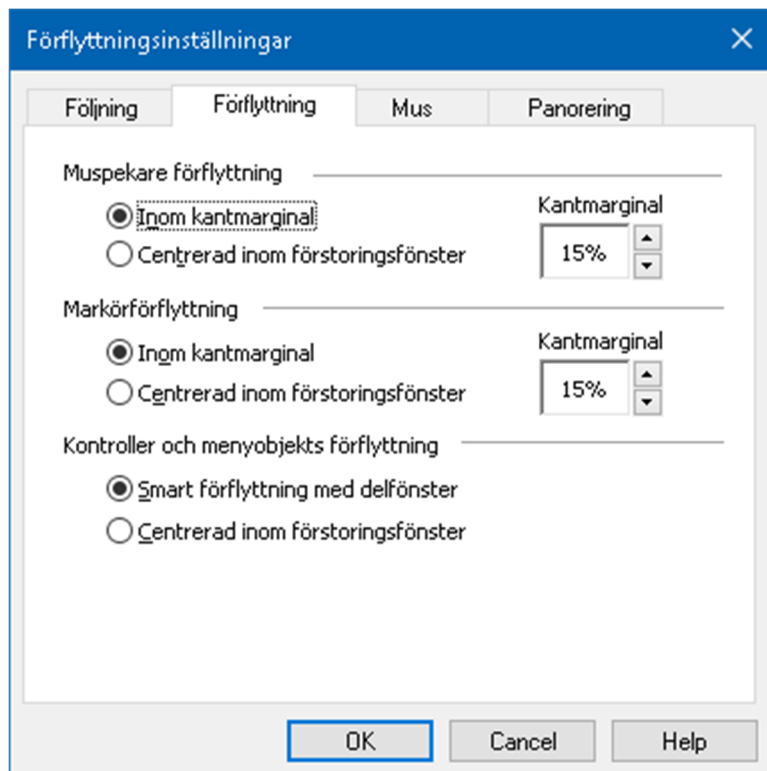 Förflyttningsinställningar
Följning Förflyttning Mus Panorering
Muspekare förflyttning
Inom kantmarginal
Kantmarginal
Centrerad inom förstoringsfönster
15%
Markörförflyttning
Inom kantmarginal
Kantmarginal
Centrerad inom förstoringsfönster
15%
Kontroller och menyobjekts förflyttning
Smart förflyttning med delfönster
Centrerad inom förstoringsfönster
OK Cancel Help